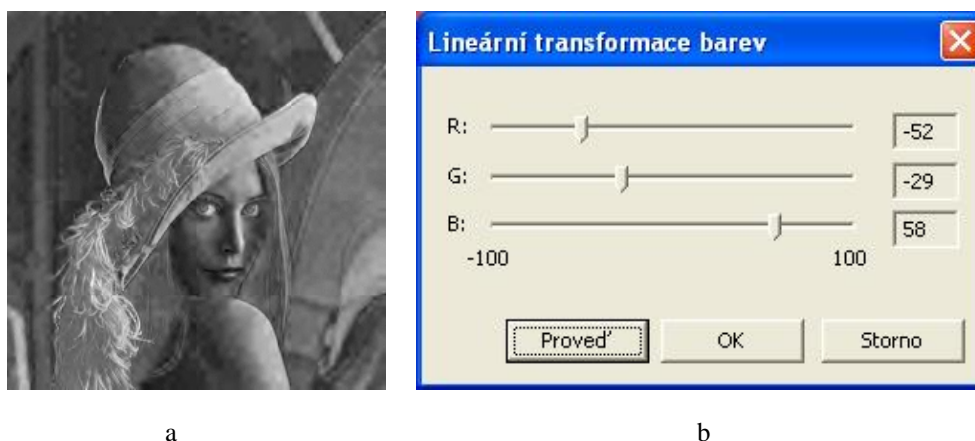 Lineární transformace barev
R: -52
G: -29
B: 58
-100 100
Proveď OK Storno
a b